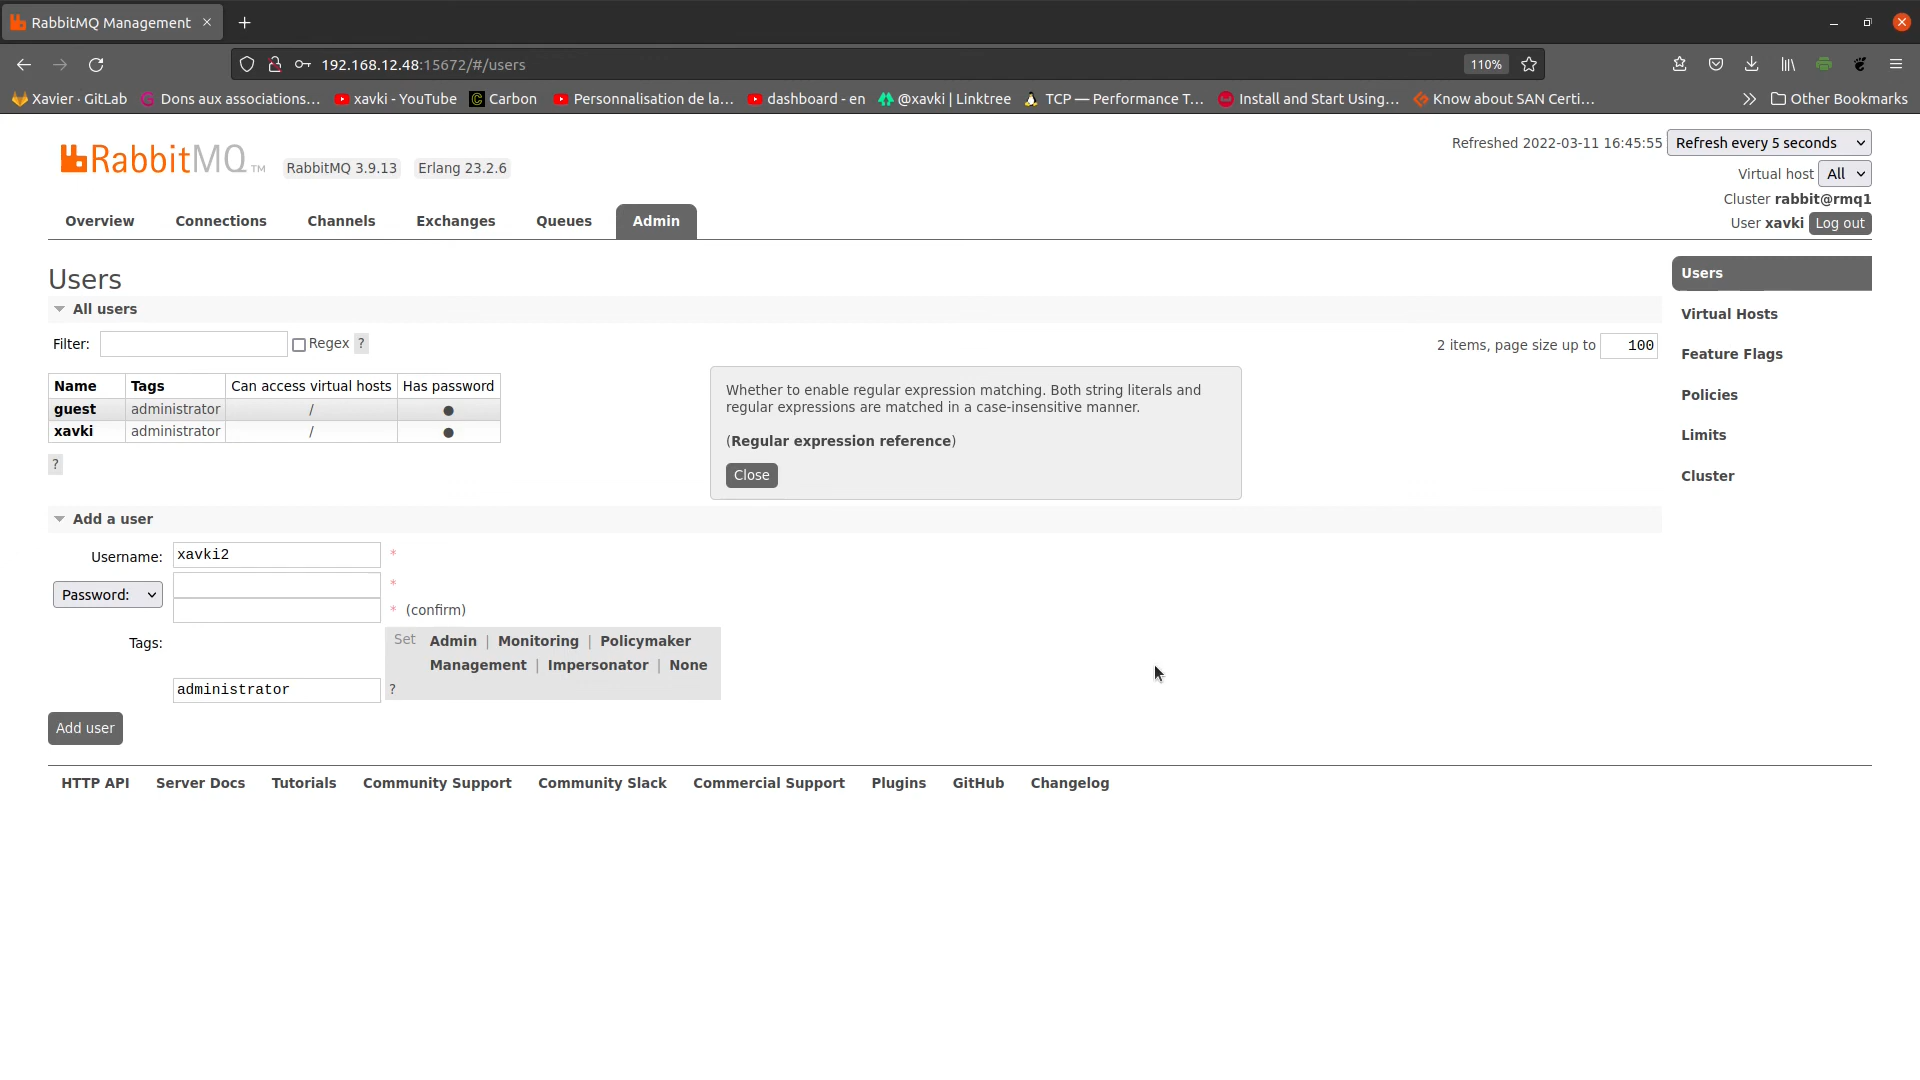 RabbitMQ Management
192.168.12.48:15672/#/users
110%
Xavier · GitLab
Dons aux associations…
xavki - YouTube
Carbon
Personnalisation de la…
dashboard - en
@xavki | Linktree
TCP — Performance T…
Install and Start Using…
Know about SAN Certi…
Other Bookmarks
RabbitMQ TM
RabbitMQ 3.9.13
Erlang 23.2.6
Refreshed 2022-03-11 16:45:55
Refresh every 5 seconds
Virtual host All
Cluster rabbit@rmq1
User xavki Log out
Overview
Connections
Channels
Exchanges
Queues
Admin
Users
All users
Filter:
Regex ?
2 items, page size up to 100
Name Tags Can access virtual hosts Has password
guest administrator / ●
xavki administrator / ●
?
Whether to enable regular expression matching. Both string literals and
regular expressions are matched in a case-insensitive manner.
(Regular expression reference)
Close
Users
Virtual Hosts
Feature Flags
Policies
Limits
Cluster
Add a user
Username: xavki2 *
Password: *
* (confirm)
Tags:
Set Admin | Monitoring | Policymaker
Management | Impersonator | None
administrator ?
Add user
HTTP API
Server Docs
Tutorials
Community Support
Community Slack
Commercial Support
Plugins
GitHub
Changelog